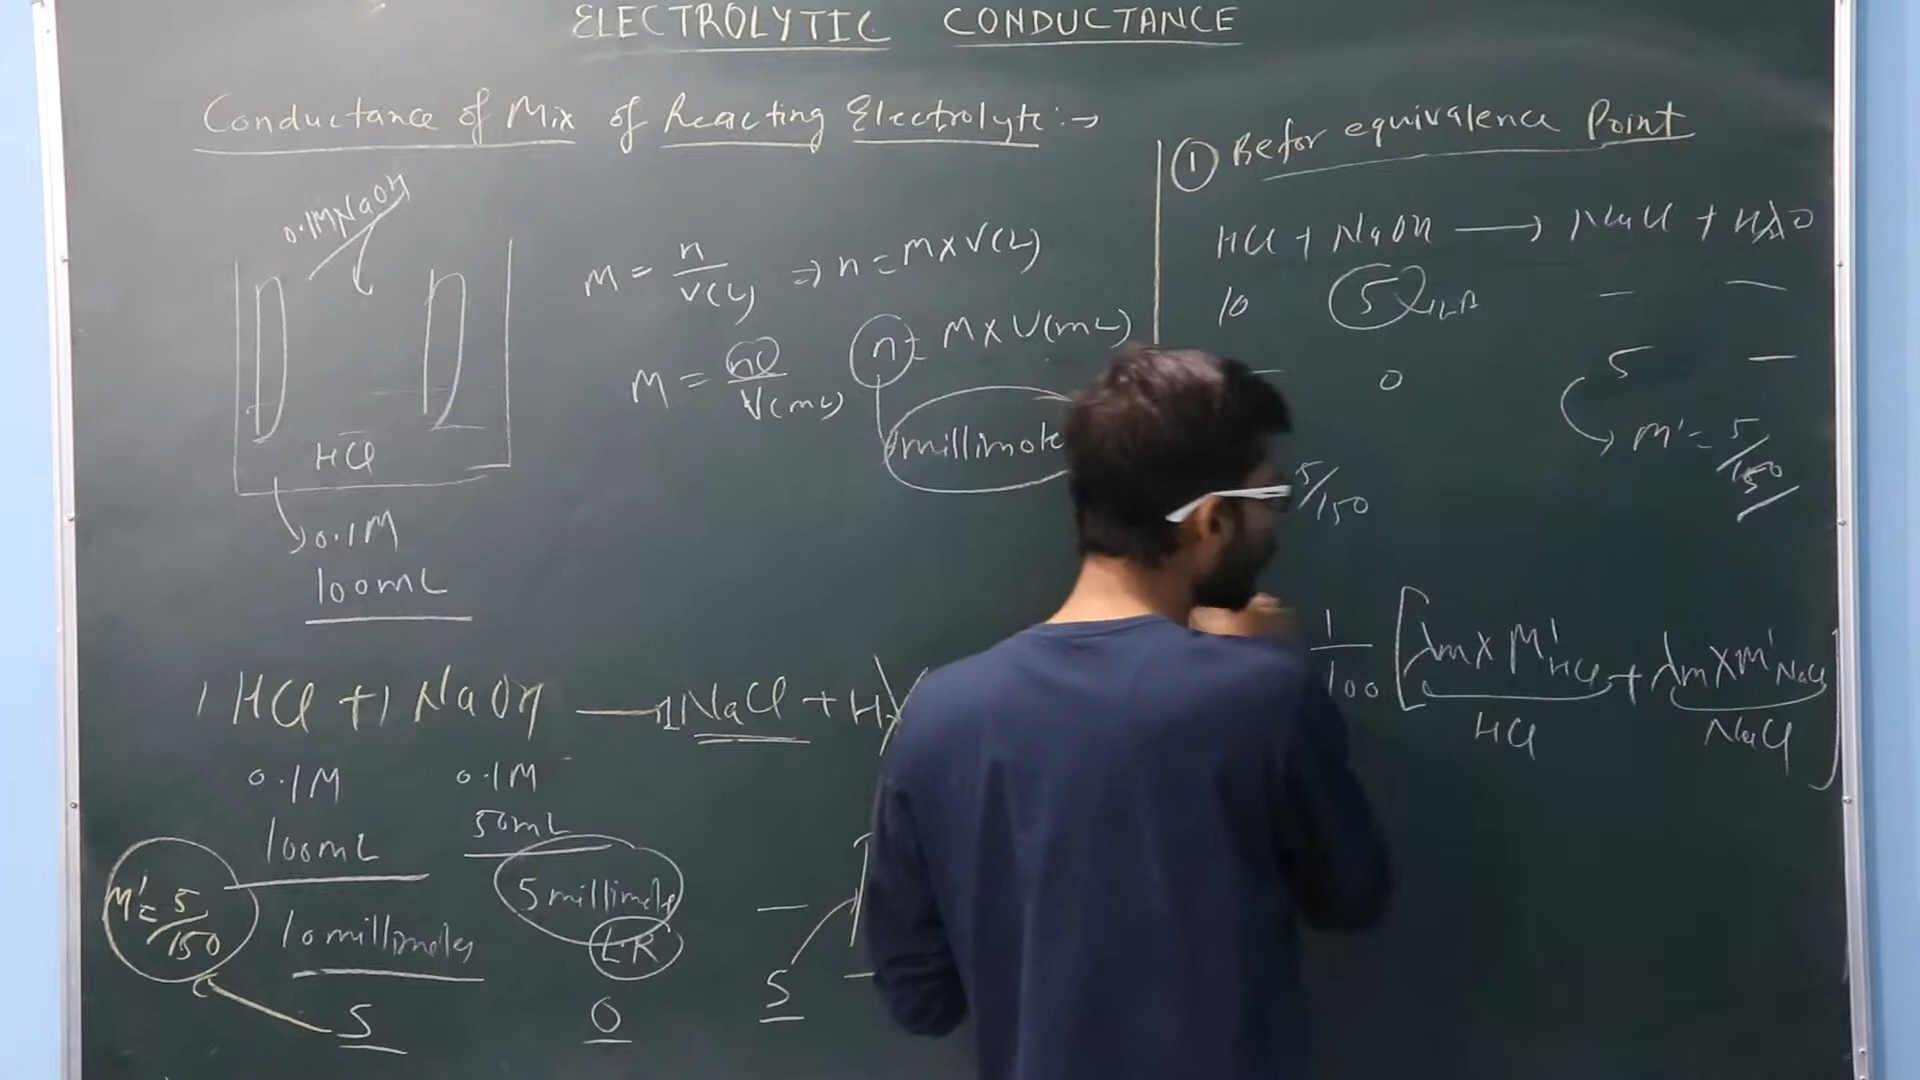 ELECTROLYTIC CONDUCTANCE
Conductance of Mix of Reacting Electrolyte :→
0.1M NaOH
HCl
0.1M
100mL
M = n/V(L) ⇒ n = M×V(L)
M = n/V(mL)
n = M×V(mL)
millimole
1 HCl + 1 NaOH → 1 NaCl + H
0.1M 0.1M
100mL 50mL
M' = 5/150
10 millimoles 5 millimole —
LR
5 0 5 —
① Befor equivalence Point
HCl + NaOH → NaCl + H2O
10 5 LR — —
0 5 —
5/150
M' = 5/150
1/100 [λm × M'HCl + λm × M'NaCl]
HCl NaCl